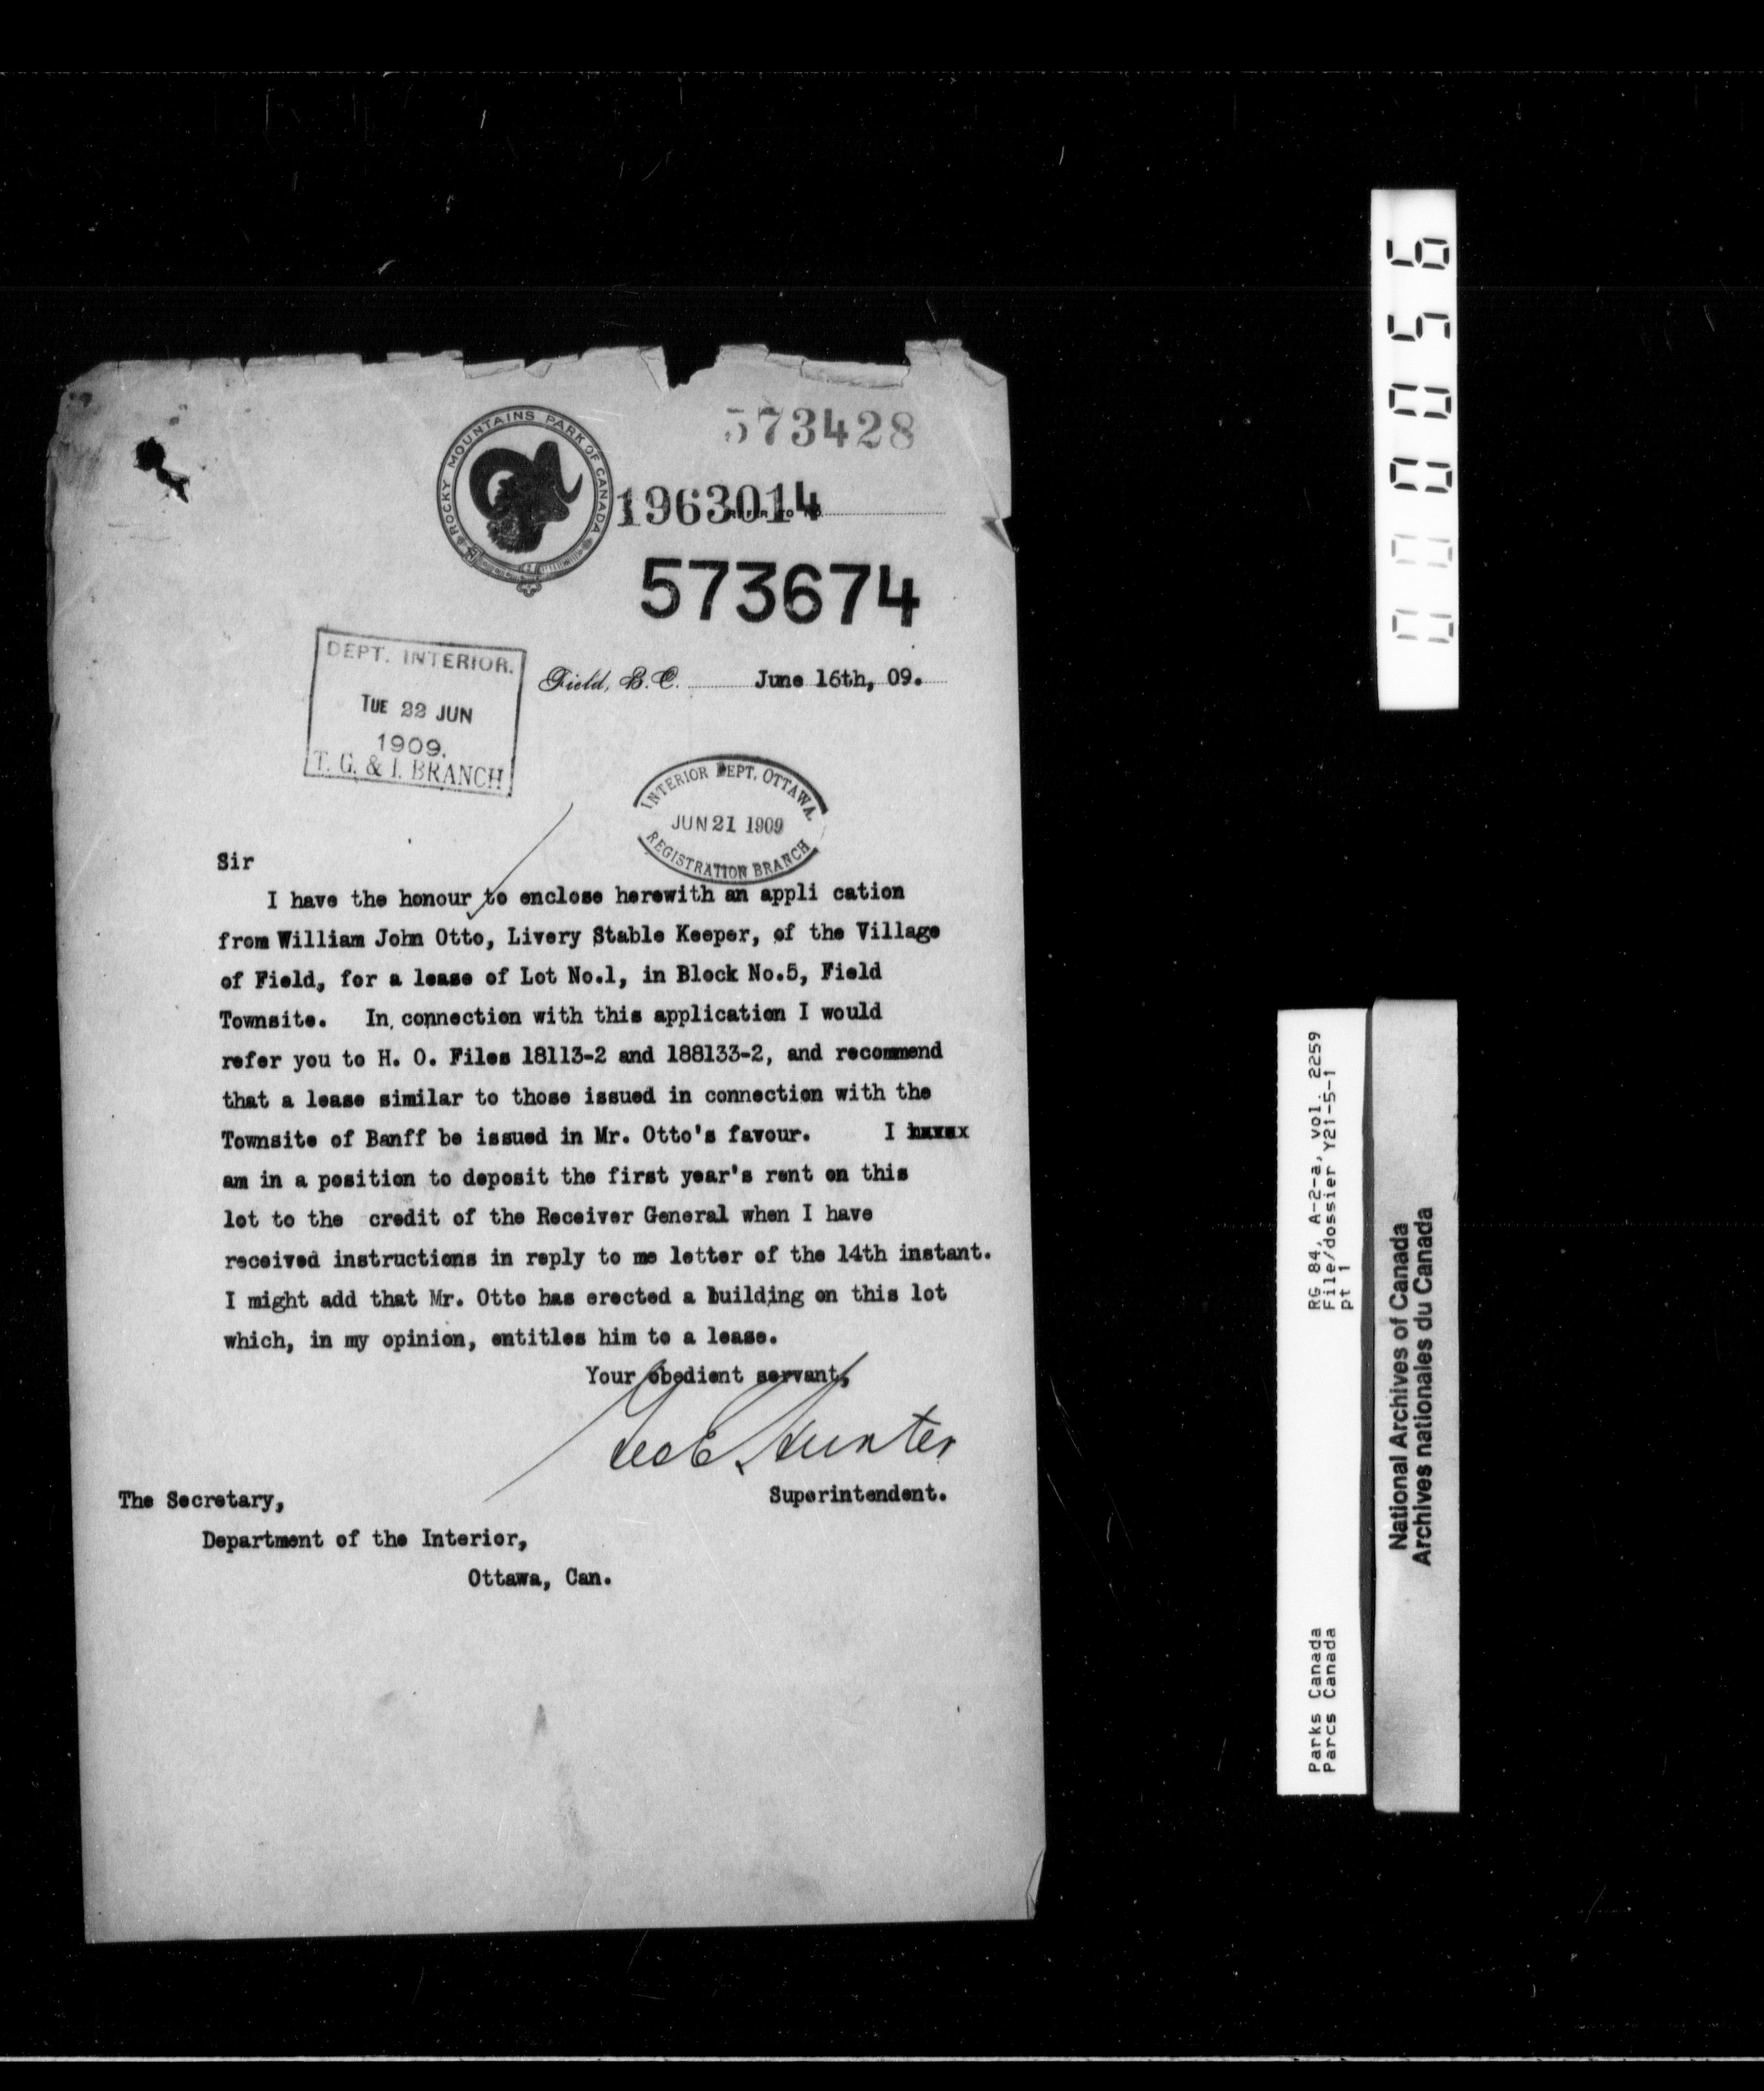 573428
ROCKY MOUNTAINS PARK OF CANADA
1963014
REFER TO NO.
573674
DEPT. INTERIOR.
TUE 22 JUN
1909.
T. G. & I. BRANCH
Field, B. C. June 16th, 09.
INTERIOR DEPT. OTTAWA.
JUN 21 1909
REGISTRATION BRANCH
Sir
I have the honour to enclose herewith an appli cation
from William John Otto, Livery Stable Keeper, of the Village
of Field, for a lease of Lot No.1, in Block No.5, Field
Townsite. In connection with this application I would
refer you to H. O. Files 18113-2 and 188133-2, and recommend
that a lease similar to those issued in connection with the
Townsite of Banff be issued in Mr. Otto's favour. I
am in a position to deposit the first year's rent on this
lot to the credit of the Receiver General when I have
received instructions in reply to me letter of the 14th instant.
I might add that Mr. Otto has erected a building on this lot
which, in my opinion, entitles him to a lease.
Your obedient servant,
Geo E. Hunter
Superintendent.
The Secretary,
Department of the Interior,
Ottawa, Can.
000056
RG 84, A-2-a, vol. 2259
File/dossier Y21-5-1
pt 1
Parks Canada
Parcs Canada
National Archives of Canada
Archives nationales du Canada